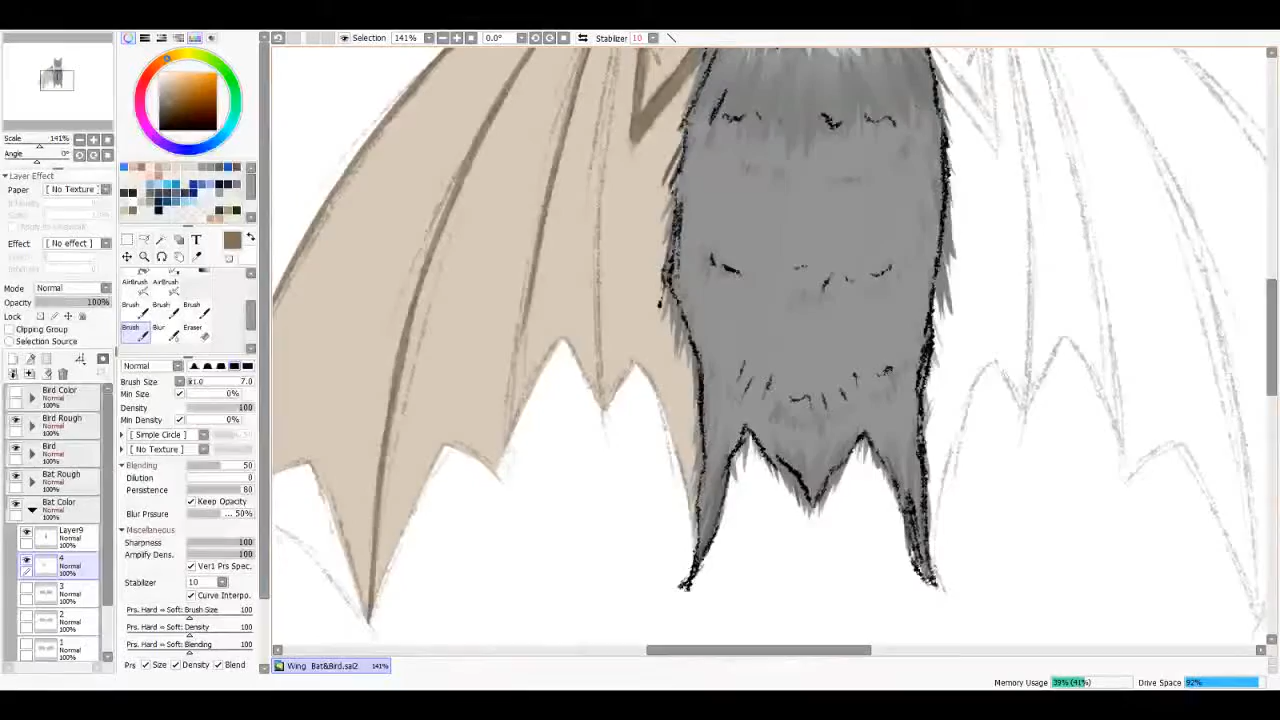 Selection 141% 0.0° Stabilizer 10
Scale
141%
Angle
0°
Layer Effect
Paper [ No Texture ]
Effect [ No effect ]
Mode Normal
Opacity 100%
Lock
Clipping Group
Selection Source
Bird Color
Normal
100%
Bird Rough
Normal
100%
Bird
Normal
100%
Bat Rough
Normal
100%
Bat Color
Normal
100%
Layer9
Normal
100%
4
Normal
100%
3
Normal
100%
2
Normal
100%
1
Normal
100%
T
AirBrush AirBrush
Brush Brush Brush
Brush Blur Eraser
Normal
Brush Size x1.0 7.0
Min Size 0%
Density 100
Min Density 0%
[ Simple Circle ]
[ No Texture ]
Blending 50
Dilution 0
Persistence 80
Keep Opacity
Blur Prssure ... 50%
Miscellaneous
Sharpness 100
Amplify Dens. 100
Ver1 Prs Spec.
Stabilizer 10
Curve Interpo.
Prs. Hard ⇔ Soft: Brush Size 100
Prs. Hard ⇔ Soft: Density 100
Prs. Hard ⇔ Soft: Blending 100
Prs Size Density Blend
Wing Bat&Bird.sai2 141%
Memory Usage 39% (41%) Drive Space 92%